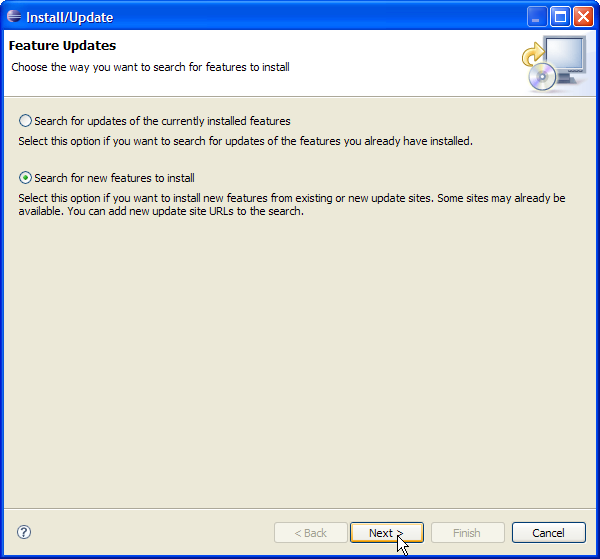 Install/Update
Feature Updates
Choose the way you want to search for features to install
Search for updates of the currently installed features
Select this option if you want to search for updates of the features you already have installed.
Search for new features to install
Select this option if you want to install new features from existing or new update sites. Some sites may already be
available. You can add new update site URLs to the search.
?
< Back
Next >
Finish
Cancel